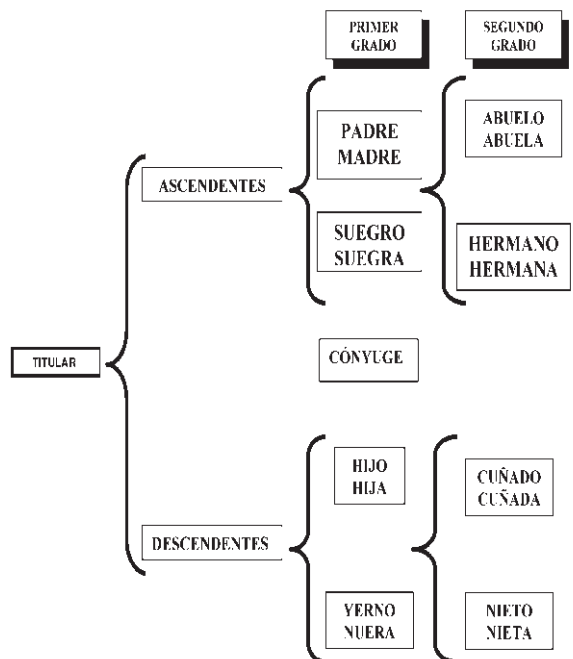 PRIMER
GRADO
SEGUNDO
GRADO
PADRE
MADRE
ABUELO
ABUELA
ASCENDENTES
SUEGRO
SUEGRA
HERMANO
HERMANA
TITULAR
CÓNYUGE
HIJO
HIJA
CUÑADO
CUÑADA
DESCENDENTES
YERNO
NUERA
NIETO
NIETA